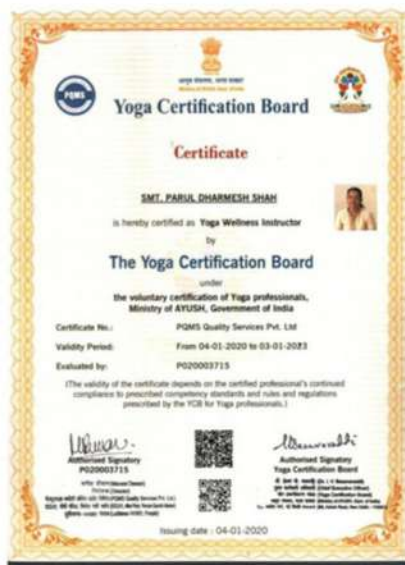 PQMS
Yoga Certification Board
Certificate
SMT. PARUL DHARMESH SHAH
is hereby certified as Yoga Wellness Instructor
by
The Yoga Certification Board
under
the voluntary certification of Yoga professionals,
Ministry of AYUSH, Government of India
Certificate No.: PQMS Quality Services Pvt. Ltd
Validity Period: From 04-01-2020 to 03-01-2023
Evaluated by: P020003715
(The validity of the certificate depends on the certified professional's continued
compliance to prescribed competency standards and rules and regulations
prescribed by the YCB for Yoga professionals.)
Authorised Signatory
P020003715
Authorised Signatory
Yoga Certification Board
Issuing date : 04-01-2020